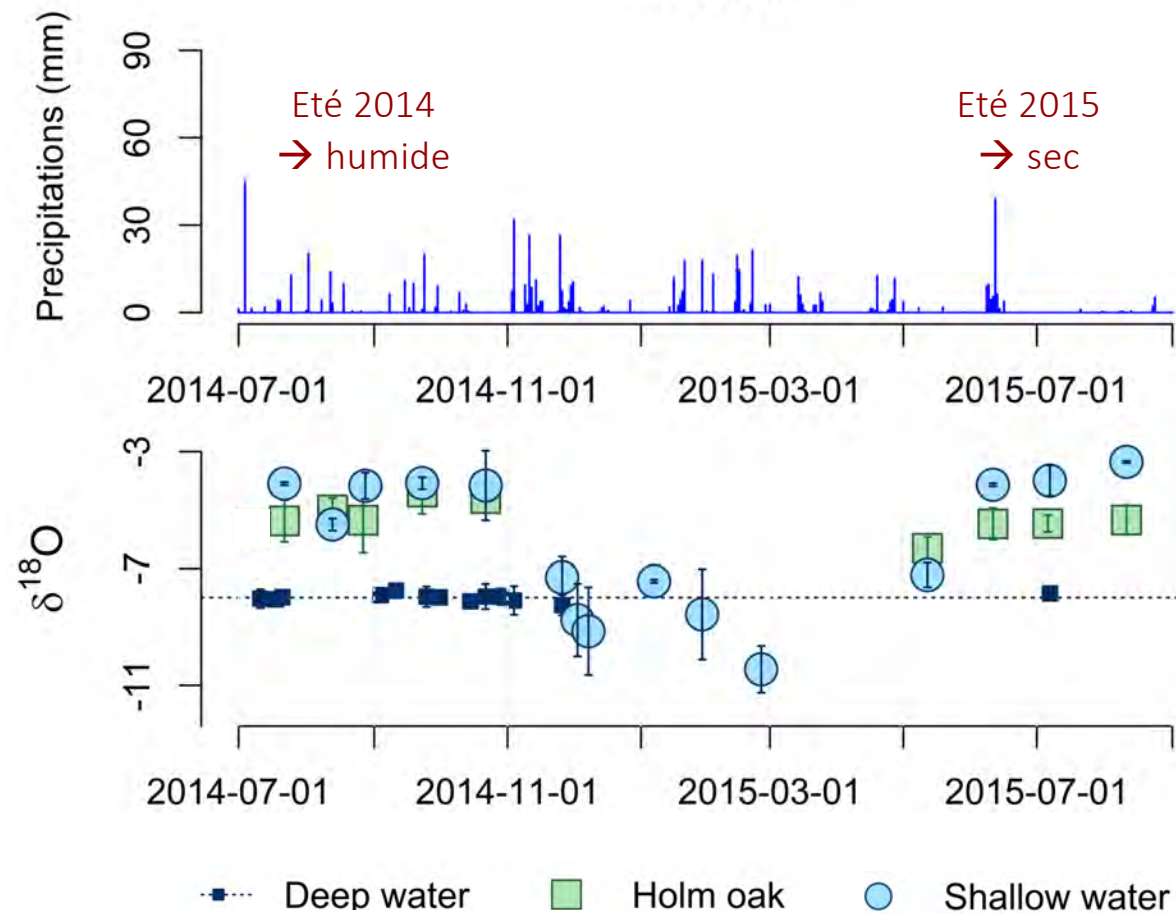 Precipitations (mm)
90
60
30
0
Eté 2014
→ humide
Eté 2015
→ sec
2014-07-01 2014-11-01 2015-03-01 2015-07-01
δ18O
-3
-7
-11
2014-07-01 2014-11-01 2015-03-01 2015-07-01
Deep water Holm oak Shallow water